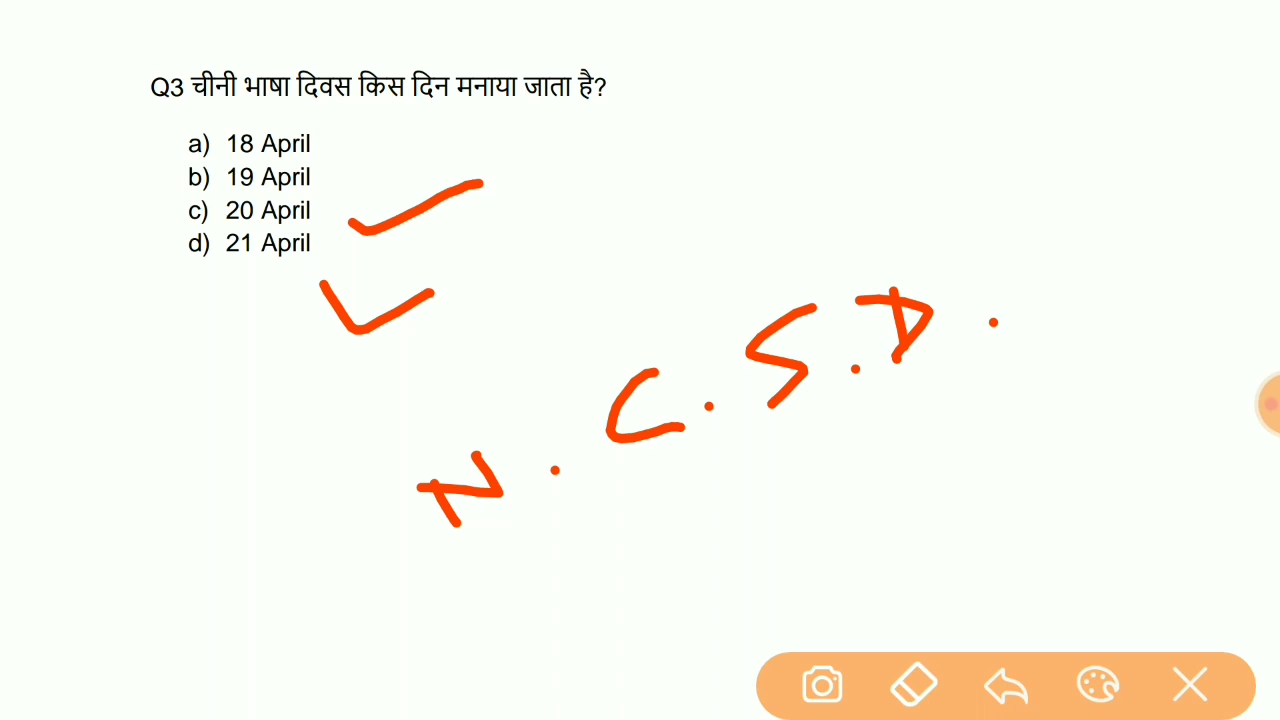 Q3 चीनी भाषा दिवस किस दिन मनाया जाता है?
a) 18 April
b) 19 April
c) 20 April
d) 21 April
N.C.S.D.